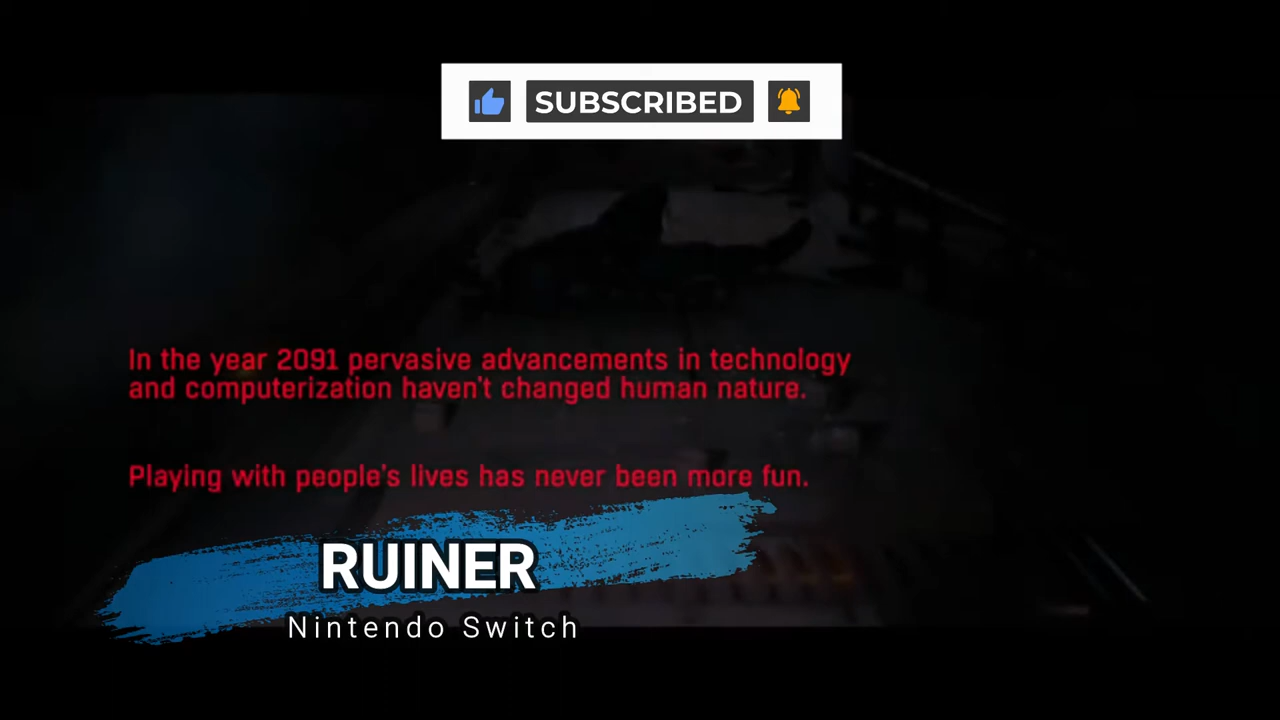 SUBSCRIBED
In the year 2091 pervasive advancements in technology
and computerization haven't changed human nature.
Playing with people's lives has never been more fun.
RUINER
Nintendo Switch